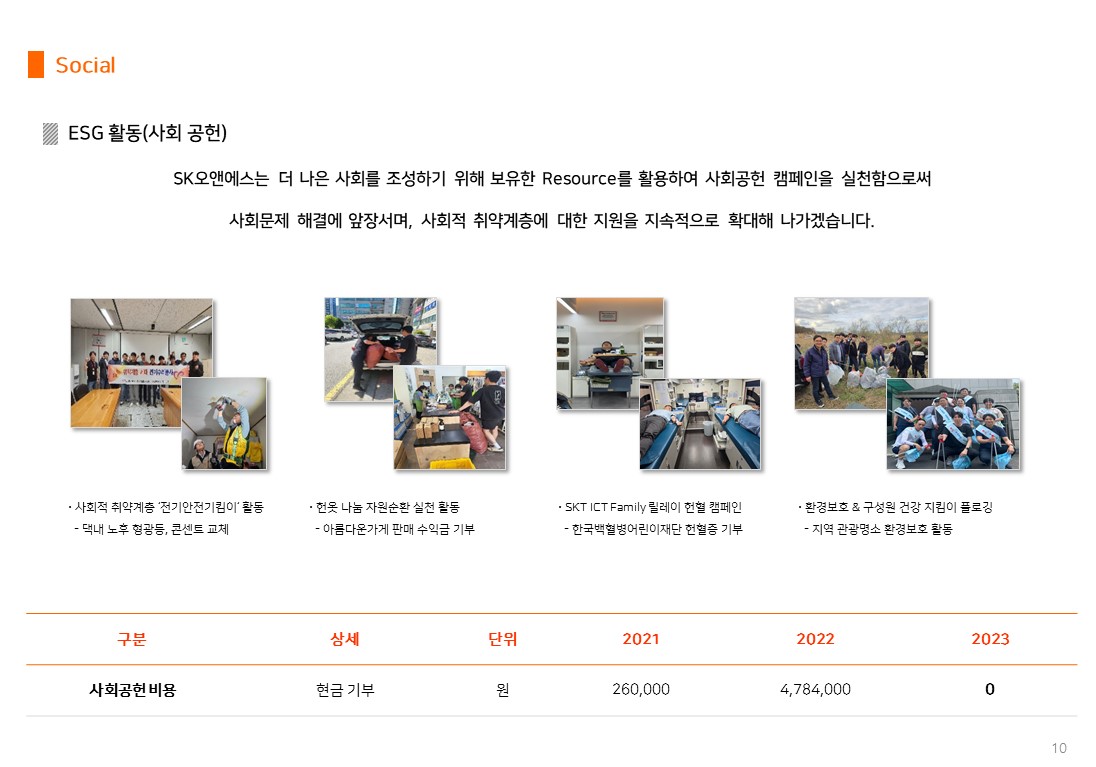 Social
ESG 활동(사회 공헌)
SK오앤에스는 더 나은 사회를 조성하기 위해 보유한 Resource를 활용하여 사회공헌 캠페인을 실천함으로써
사회문제 해결에 앞장서며, 사회적 취약계층에 대한 지원을 지속적으로 확대해 나가겠습니다.
· 사회적 취약계층 '전기안전기킴이' 활동
- 댁내 노후 형광등, 콘센트 교체
· 헌옷 나눔 자원순환 실천 활동
- 아름다운가게 판매 수익금 기부
· SKT ICT Family 릴레이 헌혈 캠페인
- 한국백혈병어린이재단 헌혈증 기부
· 환경보호 & 구성원 건강 지킴이 플로깅
- 지역 관광명소 환경보호 활동
구분 상세 단위 2021 2022 2023
사회공헌 비용 현금 기부 원 260,000 4,784,000 0
10